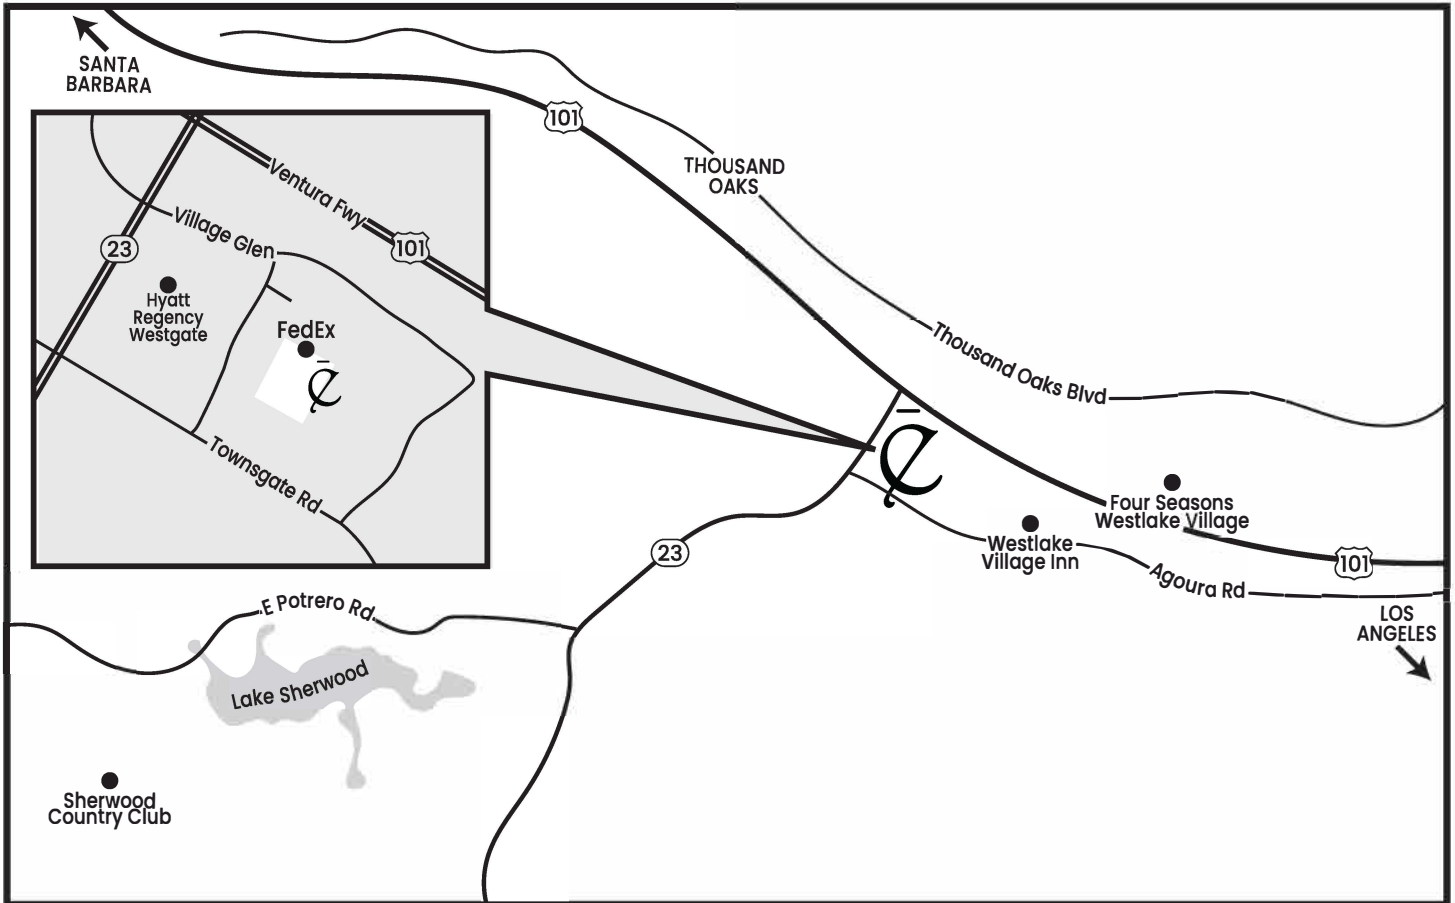 SANTA
BARBARA
101
THOUSAND
OAKS
Ventura Fwy
Village Glen
101
23
Hyatt
Regency
Westgate
FedEx
Townsgate Rd
Thousand Oaks Blvd
Four Seasons
Westlake Village
Westlake
Village Inn
101
23
Agoura Rd
LOS
ANGELES
E Potrero Rd
Lake Sherwood
Sherwood
Country Club